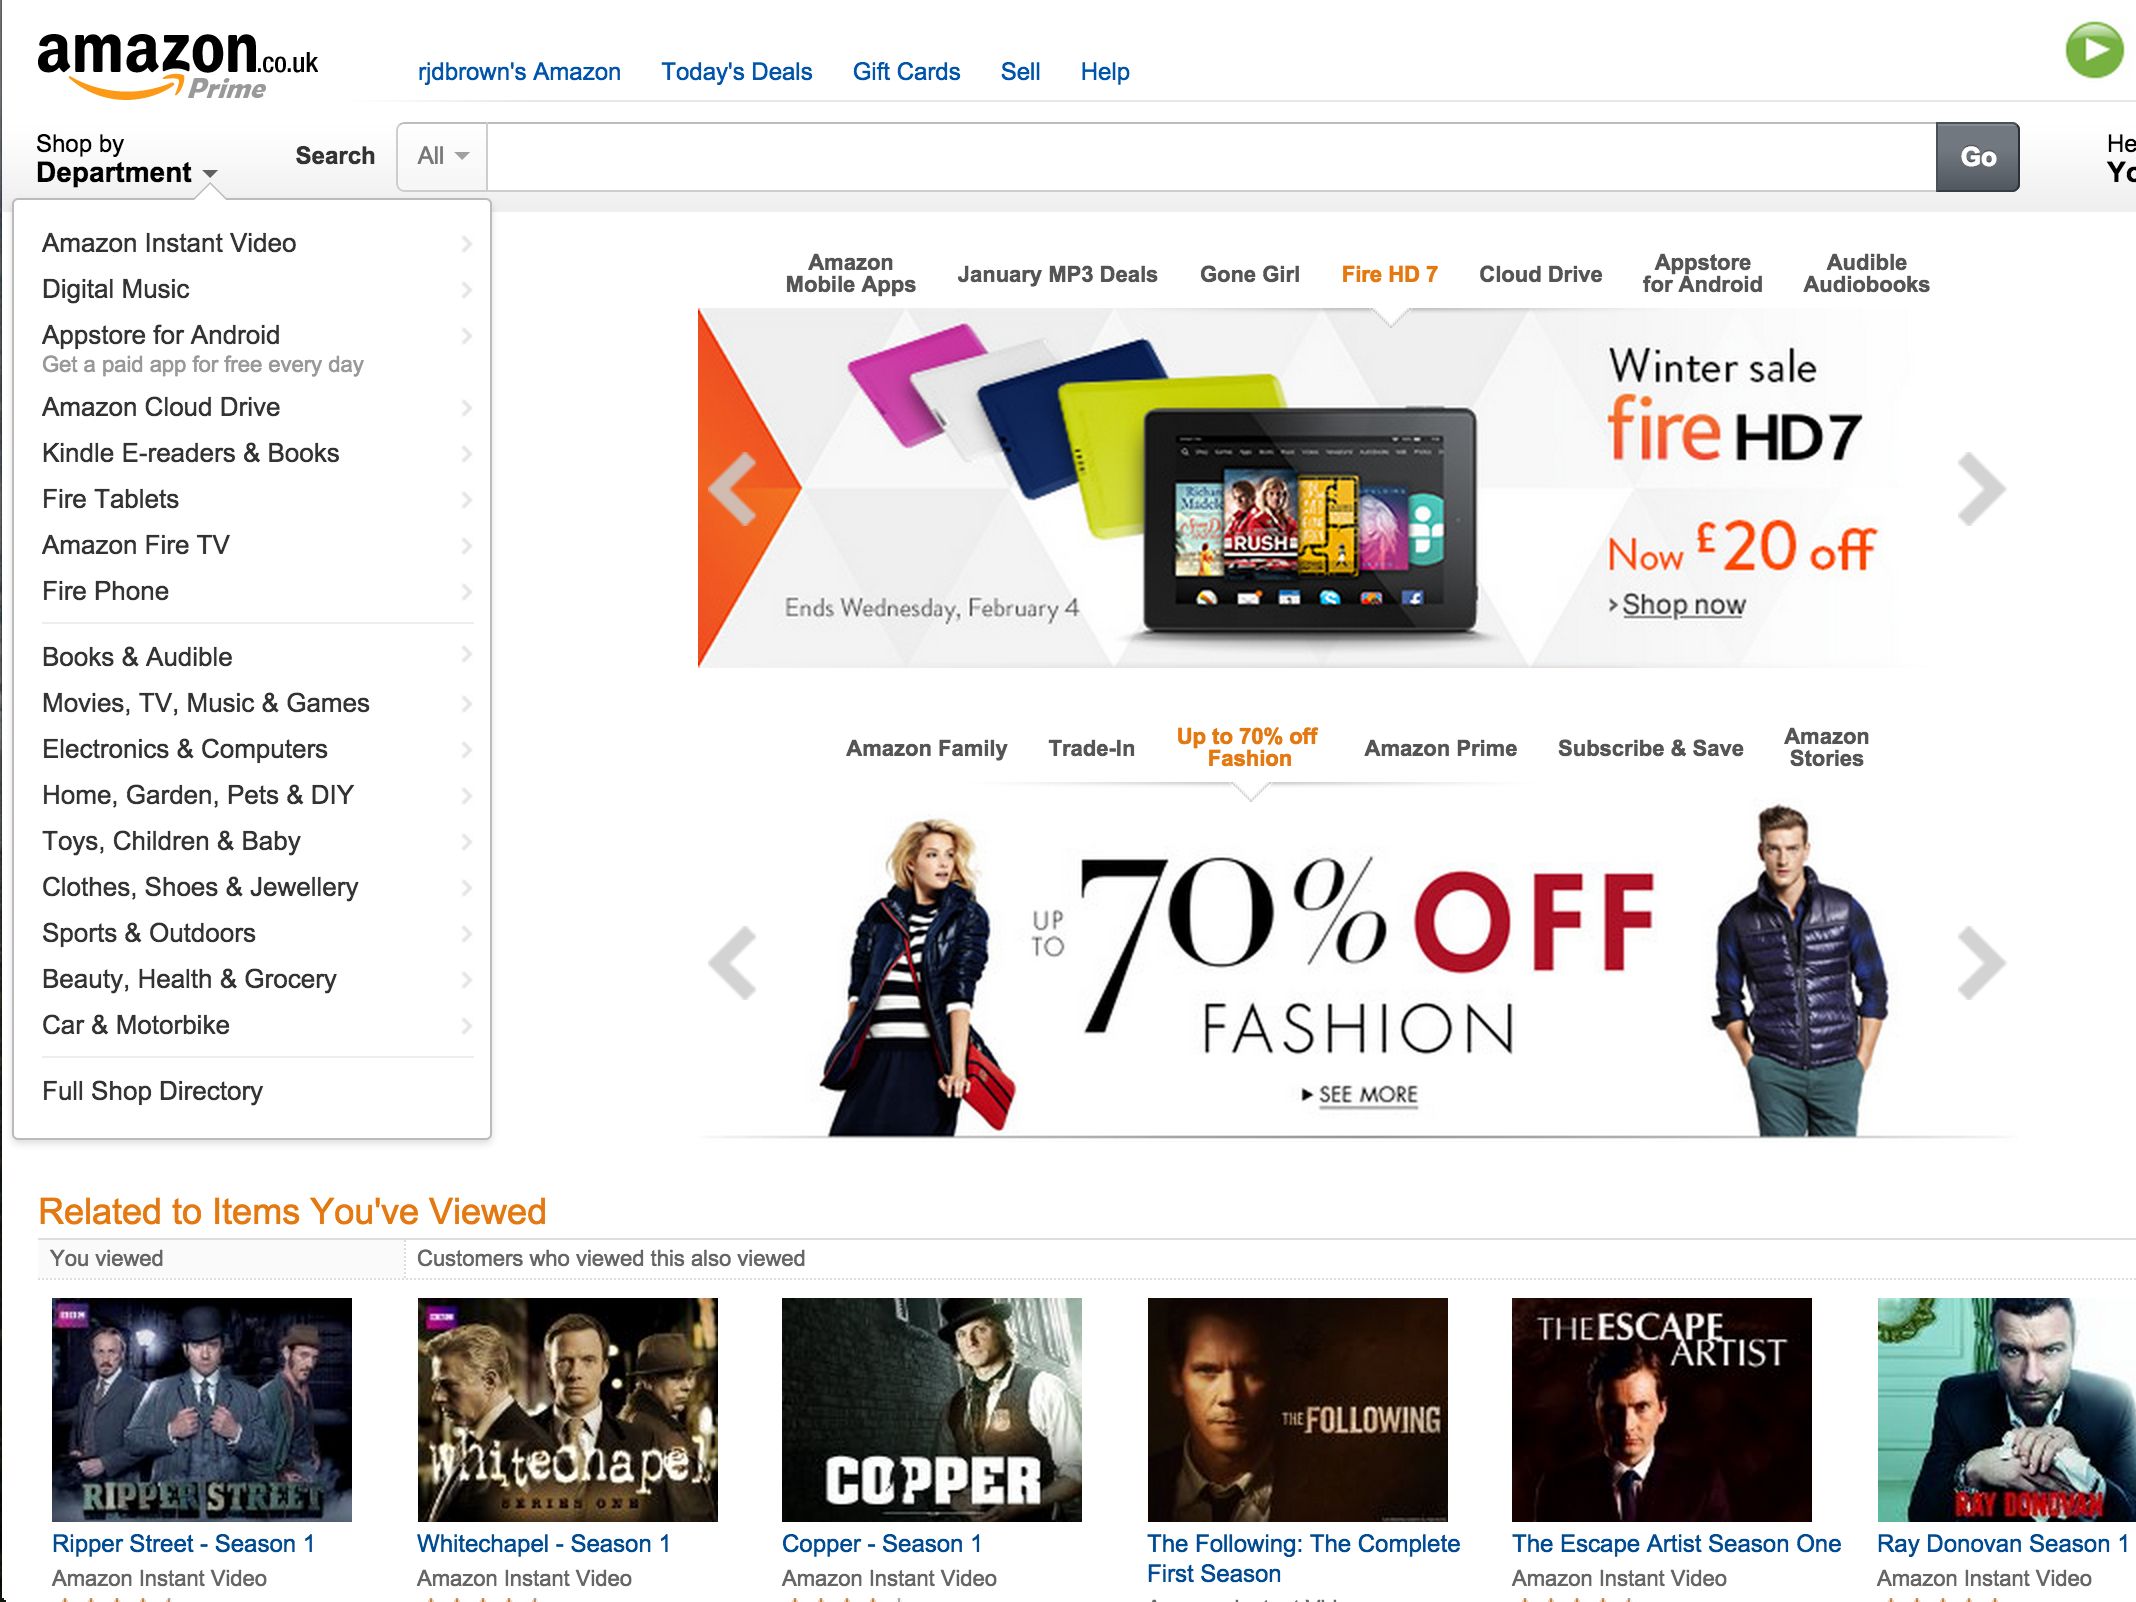 amazon.co.uk
Prime
rjdbrown's Amazon Today's Deals Gift Cards Sell Help
Shop by
Department
Search All Go
Amazon Instant Video
Digital Music
Appstore for Android
Get a paid app for free every day
Amazon Cloud Drive
Kindle E-readers & Books
Fire Tablets
Amazon Fire TV
Fire Phone
Books & Audible
Movies, TV, Music & Games
Electronics & Computers
Home, Garden, Pets & DIY
Toys, Children & Baby
Clothes, Shoes & Jewellery
Sports & Outdoors
Beauty, Health & Grocery
Car & Motorbike
Full Shop Directory
Amazon
Mobile Apps
January MP3 Deals
Gone Girl
Fire HD 7
Cloud Drive
Appstore
for Android
Audible
Audiobooks
Winter sale
fire HD7
Now £20 off
›Shop now
RUSH
Ends Wednesday, February 4
Amazon Family
Trade-In
Up to 70% off
Fashion
Amazon Prime
Subscribe & Save
Amazon
Stories
UP
TO
70% OFF
FASHION
SEE MORE
Related to Items You've Viewed
You viewed
Customers who viewed this also viewed
BBC
RIPPER STREET
Ripper Street - Season 1
Amazon Instant Video
BBC
whitechapel
SERIES ONE
Whitechapel - Season 1
Amazon Instant Video
COPPER
Copper - Season 1
Amazon Instant Video
THE FOLLOWING
The Following: The Complete
First Season
THE ESCAPE
ARTIST
The Escape Artist Season One
Amazon Instant Video
RAY DONOVAN
Ray Donovan Season 1
Amazon Instant Video